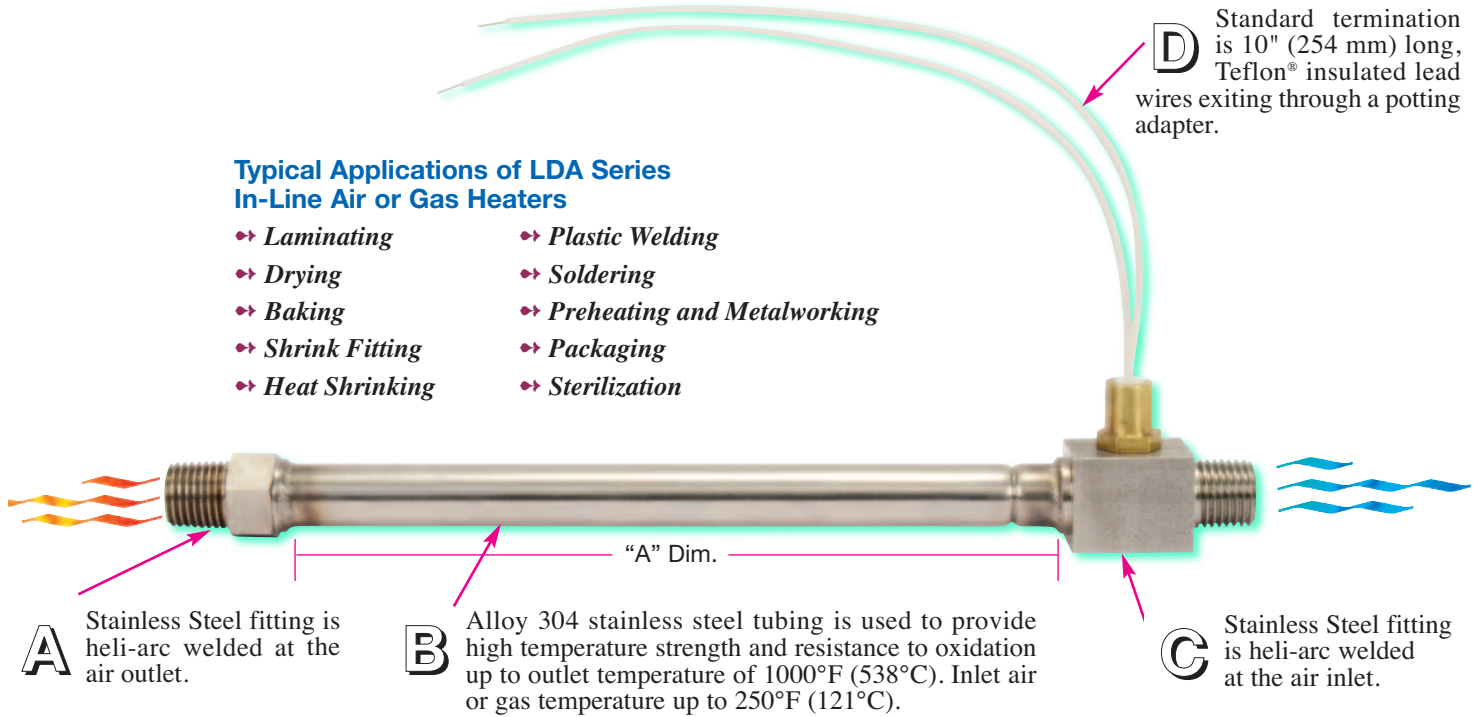 D
Standard termination
is 10" (254 mm) long,
Teflon® insulated lead
wires exiting through a potting
adapter.
Typical Applications of LDA Series
In-Line Air or Gas Heaters
Laminating
Drying
Baking
Shrink Fitting
Heat Shrinking
Plastic Welding
Soldering
Preheating and Metalworking
Packaging
Sterilization
“A” Dim.
A
Stainless Steel fitting is
heli-arc welded at the
air outlet.
B
Alloy 304 stainless steel tubing is used to provide
high temperature strength and resistance to oxidation
up to outlet temperature of 1000°F (538°C). Inlet air
or gas temperature up to 250°F (121°C).
C
Stainless Steel fitting
is heli-arc welded
at the air inlet.